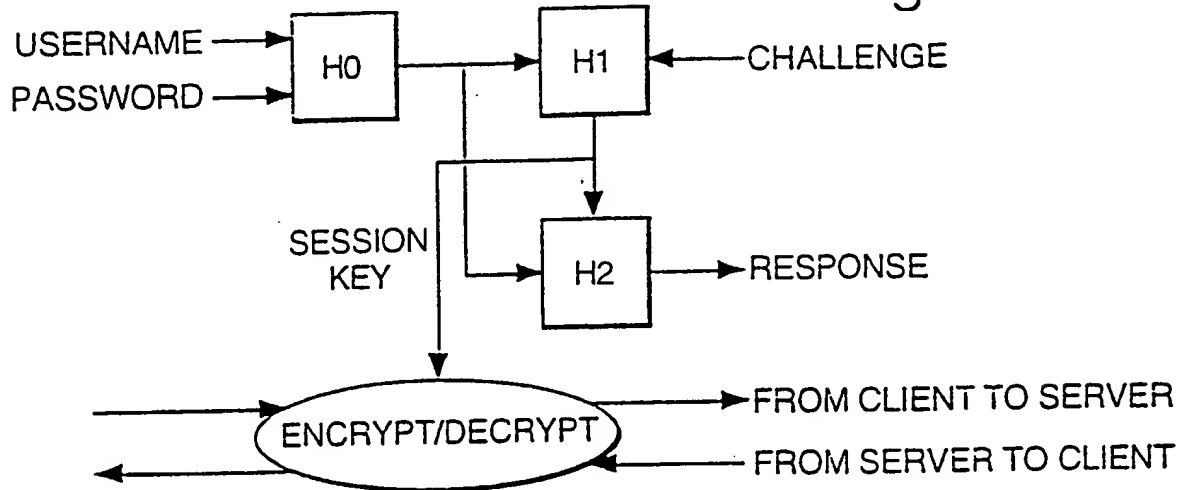 USERNAME
PASSWORD
H0
H1
CHALLENGE
SESSION
KEY
H2
RESPONSE
ENCRYPT/DECRYPT
FROM CLIENT TO SERVER
FROM SERVER TO CLIENT